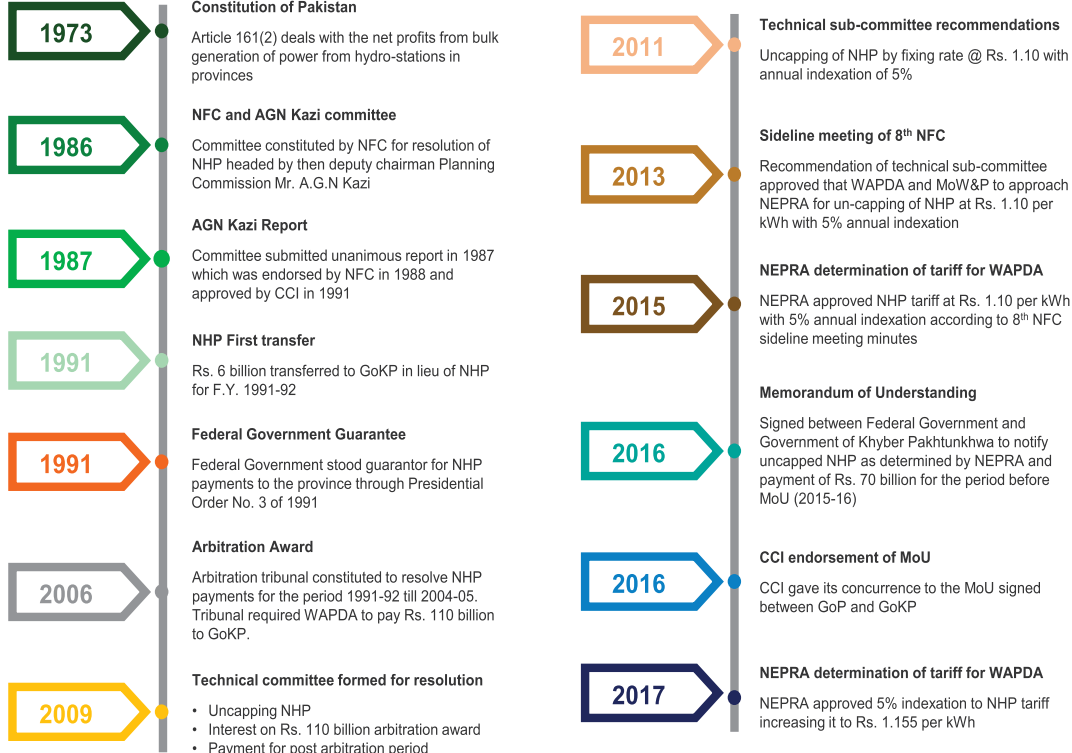 1973
Constitution of Pakistan
Article 161(2) deals with the net profits from bulk
generation of power from hydro-stations in
provinces
1986
NFC and AGN Kazi committee
Committee constituted by NFC for resolution of
NHP headed by then deputy chairman Planning
Commission Mr. A.G.N Kazi
1987
AGN Kazi Report
Committee submitted unanimous report in 1987
which was endorsed by NFC in 1988 and
approved by CCI in 1991
1991
NHP First transfer
Rs. 6 billion transferred to GoKP in lieu of NHP
for F.Y. 1991-92
1991
Federal Government Guarantee
Federal Government stood guarantor for NHP
payments to the province through Presidential
Order No. 3 of 1991
2006
Arbitration Award
Arbitration tribunal constituted to resolve NHP
payments for the period 1991-92 till 2004-05.
Tribunal required WAPDA to pay Rs. 110 billion
to GoKP.
2009
Technical committee formed for resolution
• Uncapping NHP
• Interest on Rs. 110 billion arbitration award
• Payment for post arbitration period
2011
Technical sub-committee recommendations
Uncapping of NHP by fixing rate @ Rs. 1.10 with
annual indexation of 5%
2013
Sideline meeting of 8th NFC
Recommendation of technical sub-committee
approved that WAPDA and MoW&P to approach
NEPRA for un-capping of NHP at Rs. 1.10 per
kWh with 5% annual indexation
2015
NEPRA determination of tariff for WAPDA
NEPRA approved NHP tariff at Rs. 1.10 per kWh
with 5% annual indexation according to 8th NFC
sideline meeting minutes
2016
Memorandum of Understanding
Signed between Federal Government and
Government of Khyber Pakhtunkhwa to notify
uncapped NHP as determined by NEPRA and
payment of Rs. 70 billion for the period before
MoU (2015-16)
2016
CCI endorsement of MoU
CCI gave its concurrence to the MoU signed
between GoP and GoKP
2017
NEPRA determination of tariff for WAPDA
NEPRA approved 5% indexation to NHP tariff
increasing it to Rs. 1.155 per kWh